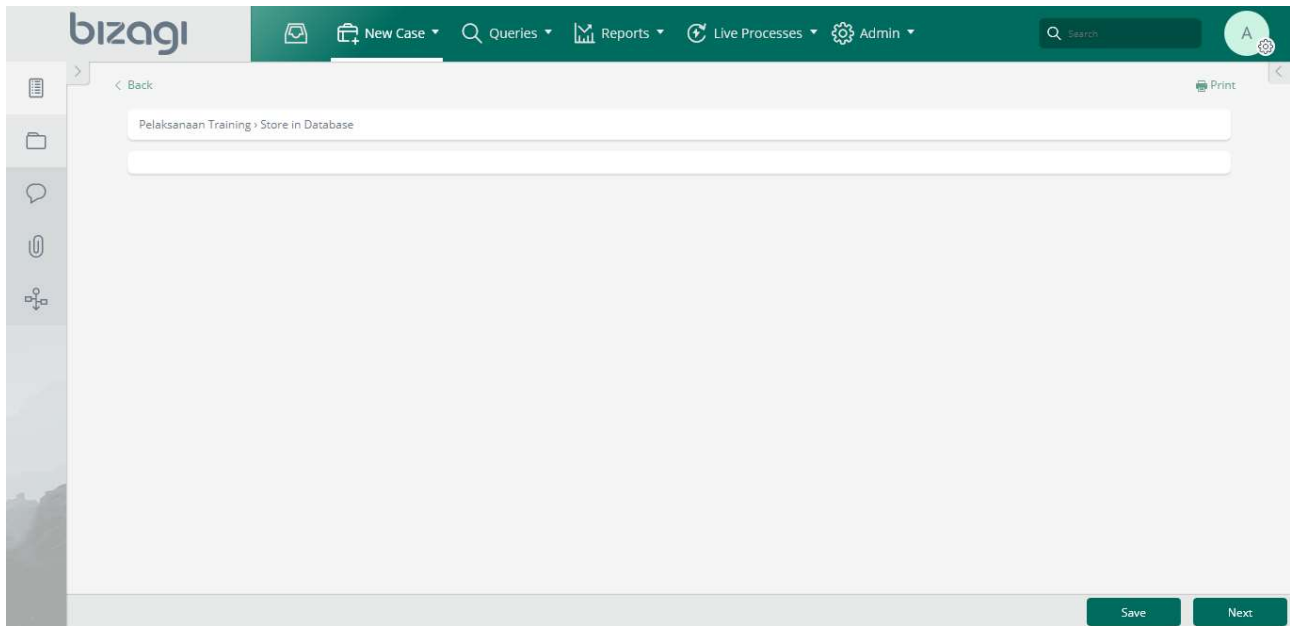 bizagi
New Case
Queries
Reports
Live Processes
Admin
Search
A
Back
Print
Pelaksanaan Training › Store in Database
Save
Next